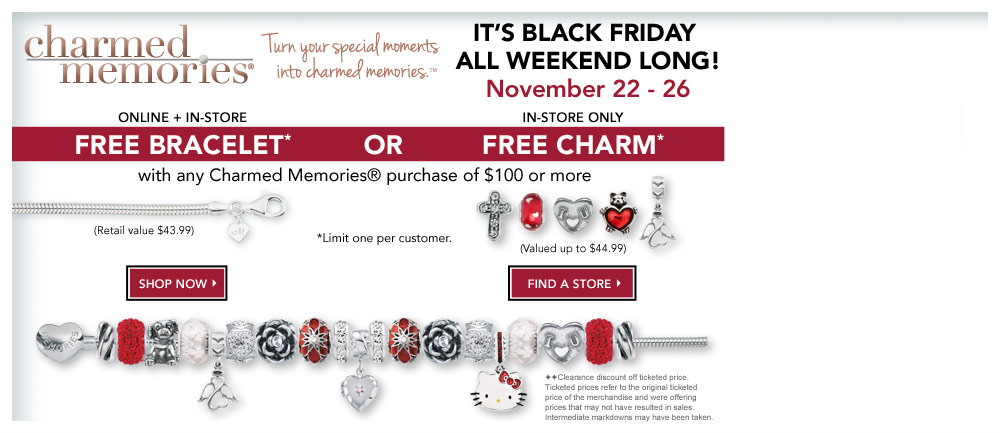 charmed
memories®
Turn your special moments
into charmed memories.™
IT'S BLACK FRIDAY
ALL WEEKEND LONG!
November 22 - 26
ONLINE + IN-STORE
IN-STORE ONLY
FREE BRACELET*
OR
FREE CHARM*
with any Charmed Memories® purchase of $100 or more
(Retail value $43.99)
*Limit one per customer.
(Valued up to $44.99)
SHOP NOW
FIND A STORE
✦✦Clearance discount off ticketed price.
Ticketed prices refer to the original ticketed
price of the merchandise and were offering
prices that may not have resulted in sales.
Intermediate markdowns may have been taken.